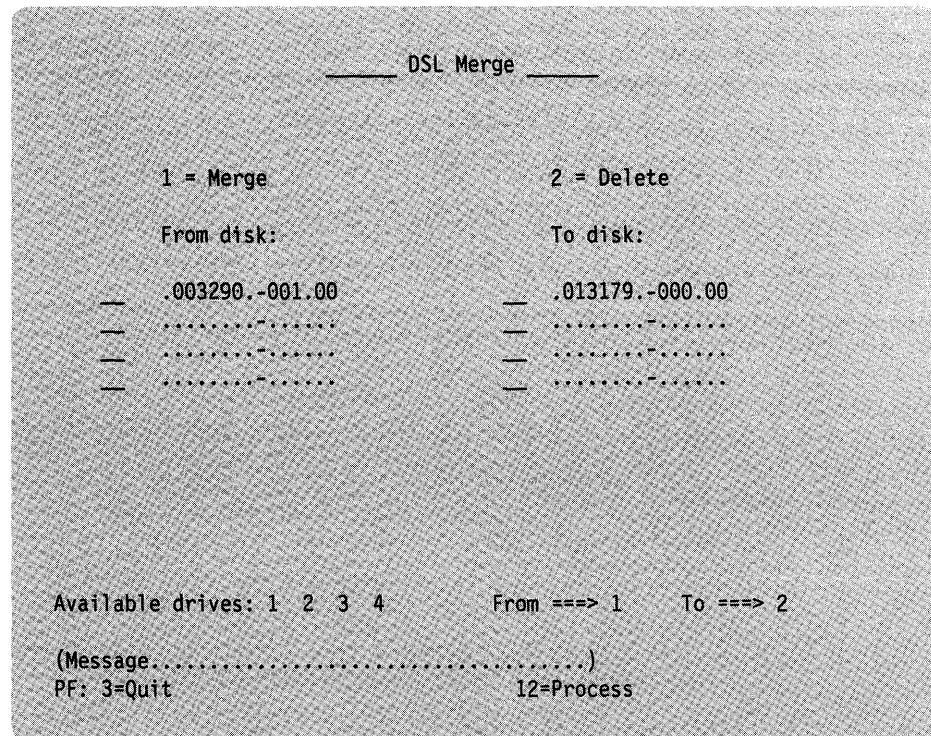 ______ DSL Merge ______
1 = Merge 2 = Delete
From disk: To disk:
__ .003290.-001.00 __ .013179.-000.00
__ ........-...... __ ........-......
__ ........-...... __ ........-......
__ ........-...... __ ........-......
Available drives: 1 2 3 4 From ===> 1 To ===> 2
(Message....................................)
PF: 3=Quit 12=Process